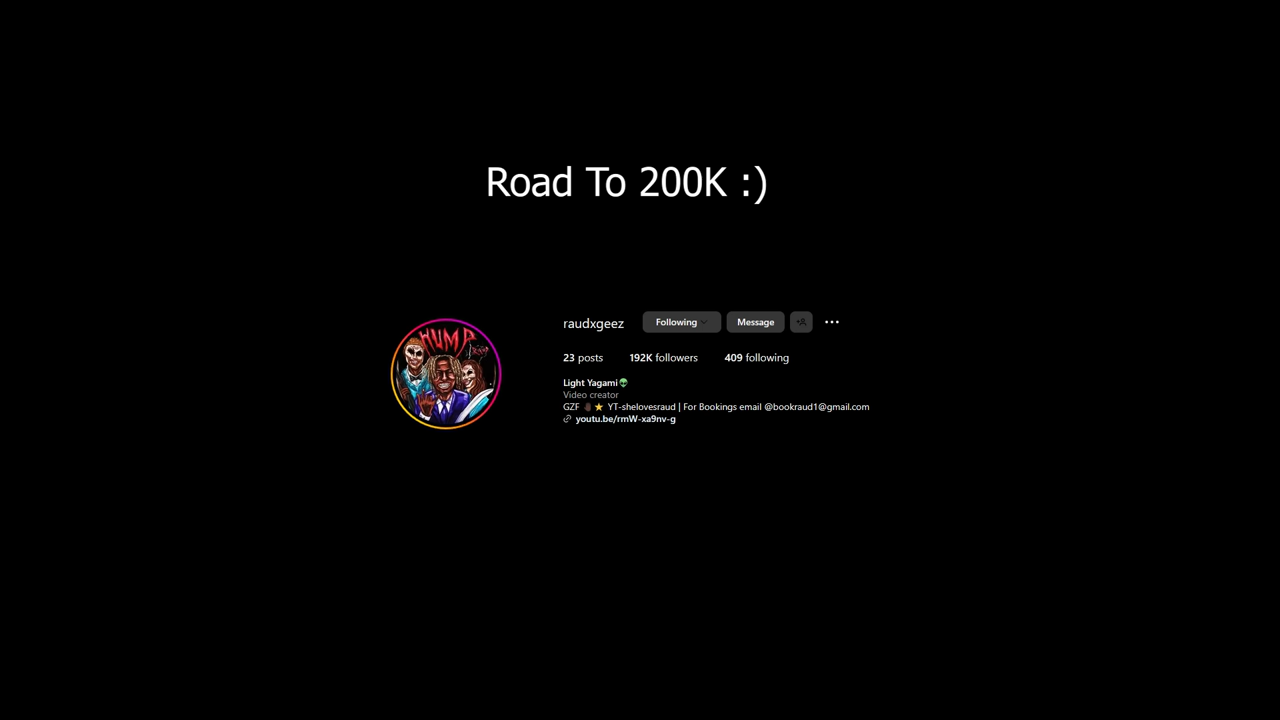 Road To 200K :)
HUMP
raudxgeez Following Message
23 posts 192K followers 409 following
Light Yagami👽
Video creator
GZF 🤚🏿⭐ YT-shelovesraud | For Bookings email @bookraud1@gmail.com
youtu.be/rmW-xa9nv-g